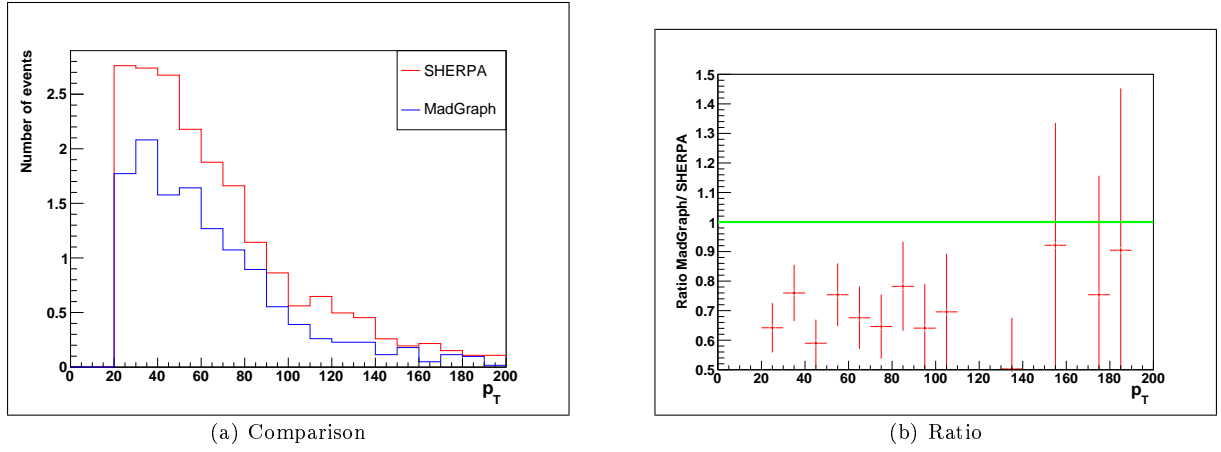 Number of events
2.5
2
1.5
1
0.5
0
SHERPA
MadGraph
0 20 40 60 80 100 120 140 160 180 200
p_T
(a) Comparison
Ratio MadGraph/ SHERPA
1.5
1.4
1.3
1.2
1.1
1
0.9
0.8
0.7
0.6
0.5
0 20 40 60 80 100 120 140 160 180 200
p_T
(b) Ratio